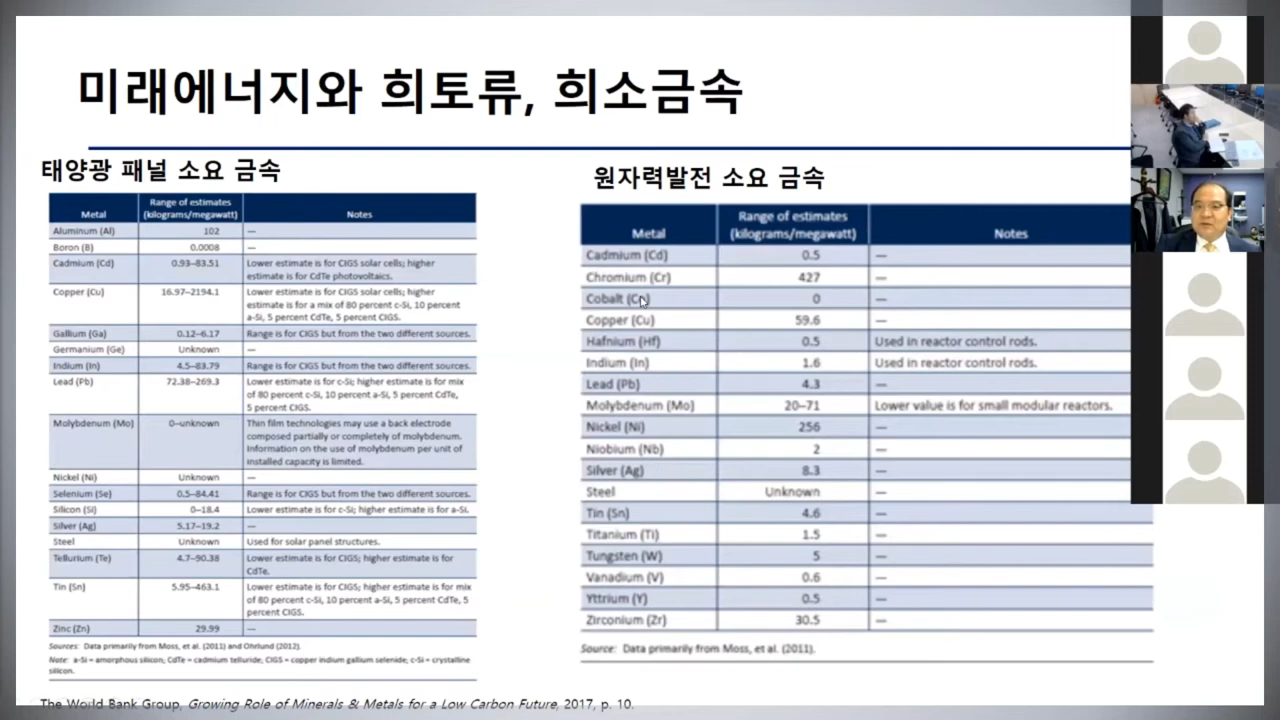 미래에너지와 희토류, 희소금속
태양광 패널 소요 금속
Metal Range of estimates (kilograms/megawatt) Notes
Aluminum (Al) 102 —
Boron (B) 0.0008 —
Cadmium (Cd) 0.93–83.51 Lower estimate is for CIGS solar cells; higher
estimate is for CdTe photovoltaics.
Copper (Cu) 16.97–2194.1 Lower estimate is for CIGS solar cells; higher
estimate is for a mix of 80 percent c-Si, 10 percent
a-Si, 5 percent CdTe, 5 percent CIGS.
Gallium (Ga) 0.12–6.17 Range is for CIGS but from the two different sources.
Germanium (Ge) Unknown —
Indium (In) 4.5–83.79 Range is for CIGS but from the two different sources.
Lead (Pb) 72.38–269.3 Lower estimate is for c-Si; higher estimate is for mix
of 80 percent c-Si, 10 percent a-Si, 5 percent CdTe,
5 percent CIGS.
Molybdenum (Mo) 0–unknown Thin film technologies may use a back electrode
composed partially or completely of molybdenum.
Information on the use of molybdenum per unit of
installed capacity is limited.
Nickel (Ni) Unknown —
Selenium (Se) 0.5–84.41 Range is for CIGS but from the two different sources.
Silicon (Si) 0–18.4 Lower estimate is for c-Si; higher estimate is for a-Si.
Silver (Ag) 5.17–19.2 —
Steel Unknown Used for solar panel structures.
Tellurium (Te) 4.7–90.38 Lower estimate is for CIGS; higher estimate is for
CdTe.
Tin (Sn) 5.95–463.1 Lower estimate is for CIGS; higher estimate is for mix
of 80 percent c-Si, 10 percent a-Si, 5 percent CdTe, 5
percent CIGS.
Zinc (Zn) 29.99 —
Sources: Data primarily from Moss, et al. (2011) and Ohrlund (2012).
Note: a-Si = amorphous silicon; CdTe = cadmium telluride; CIGS = copper indium gallium selenide; c-Si = crystalline
silicon.
원자력발전 소요 금속
Metal Range of estimates (kilograms/megawatt) Notes
Cadmium (Cd) 0.5 —
Chromium (Cr) 427 —
Cobalt (Co) 0 —
Copper (Cu) 59.6 —
Hafnium (Hf) 0.5 Used in reactor control rods.
Indium (In) 1.6 Used in reactor control rods.
Lead (Pb) 4.3 —
Molybdenum (Mo) 20–71 Lower value is for small modular reactors.
Nickel (Ni) 256 —
Niobium (Nb) 2 —
Silver (Ag) 8.3 —
Steel Unknown —
Tin (Sn) 4.6 —
Titanium (Ti) 1.5 —
Tungsten (W) 5 —
Vanadium (V) 0.6 —
Yttrium (Y) 0.5 —
Zirconium (Zr) 30.5 —
Source: Data primarily from Moss, et al. (2011).
The World Bank Group, Growing Role of Minerals & Metals for a Low Carbon Future, 2017, p. 10.